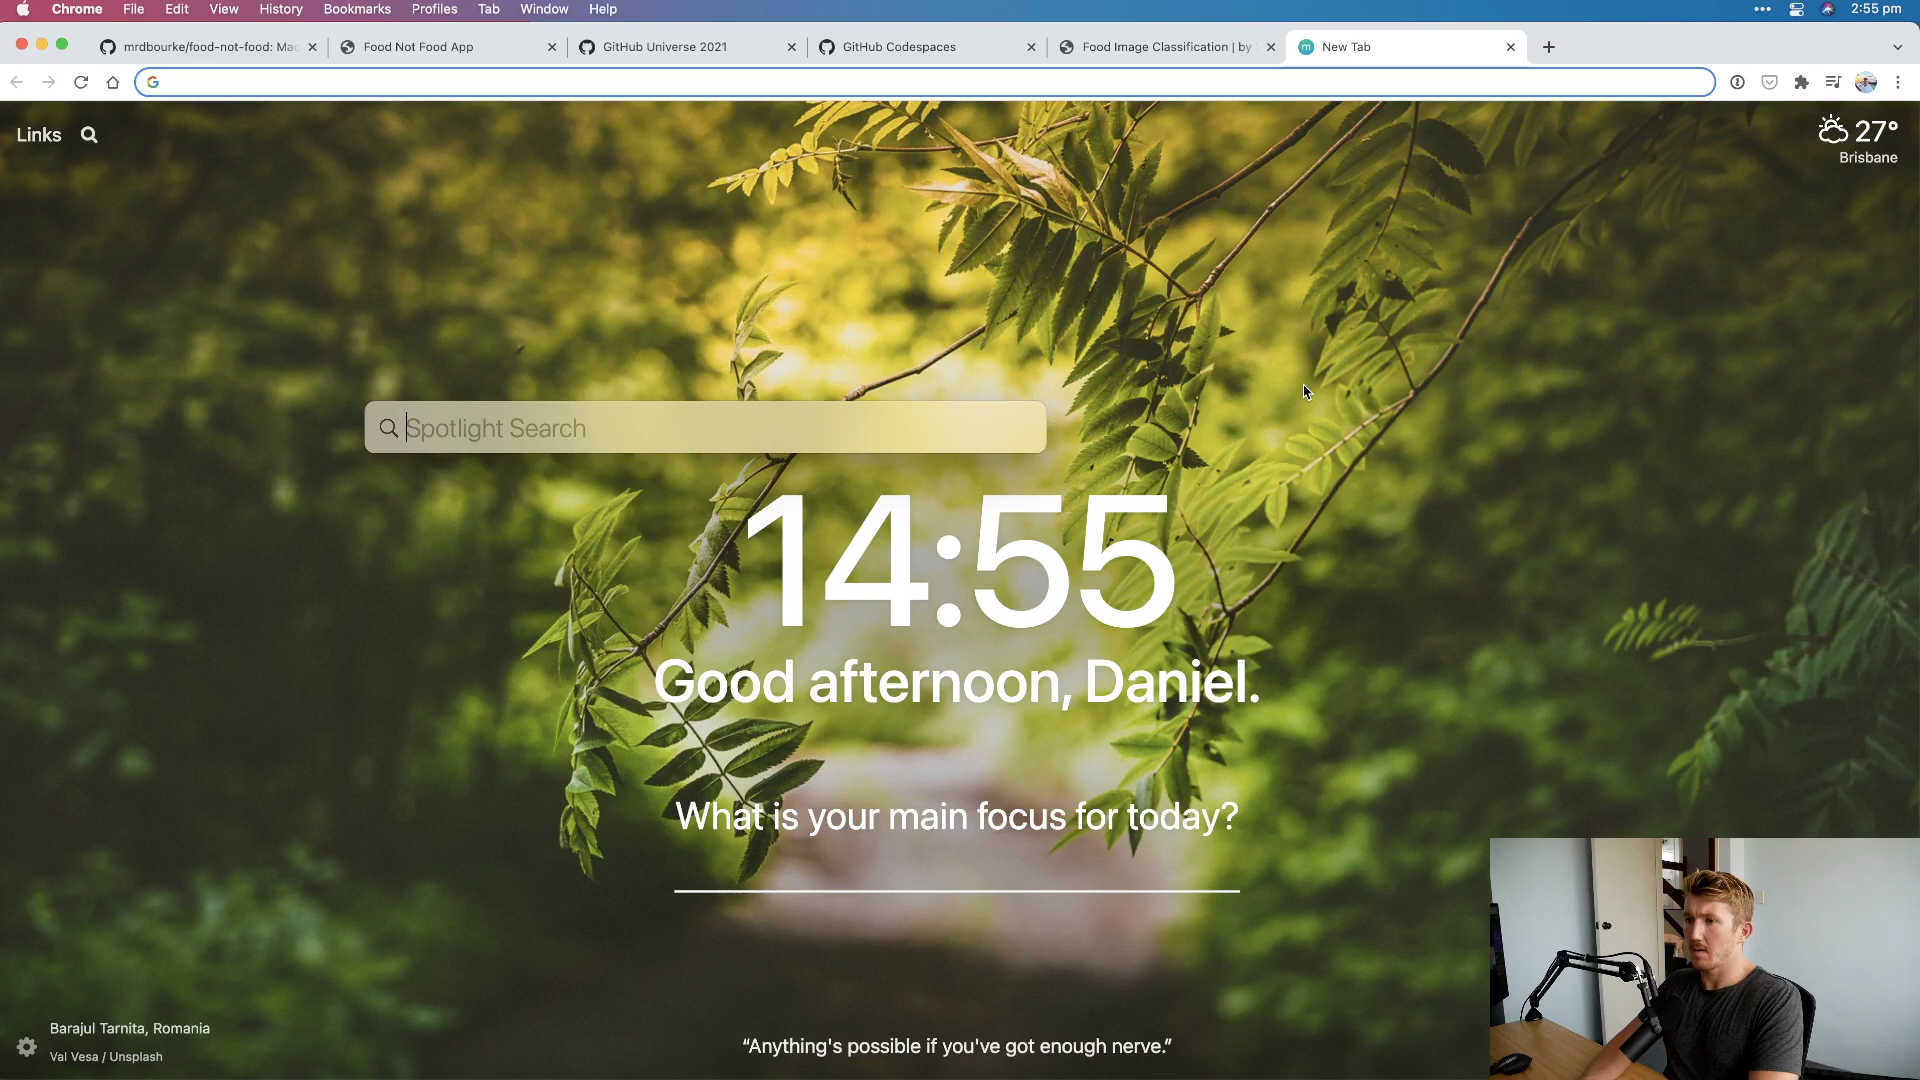 Chrome File Edit View History Bookmarks Profiles Tab Window Help 2:55 pm
mrdbourke/food-not-food: Mac Food Not Food App GitHub Universe 2021 GitHub Codespaces Food Image Classification | by New Tab
Links
27°
Brisbane
Spotlight Search
14:55
Good afternoon, Daniel.
What is your main focus for today?
Barajul Tarnita, Romania
Val Vesa / Unsplash
“Anything's possible if you've got enough nerve.”